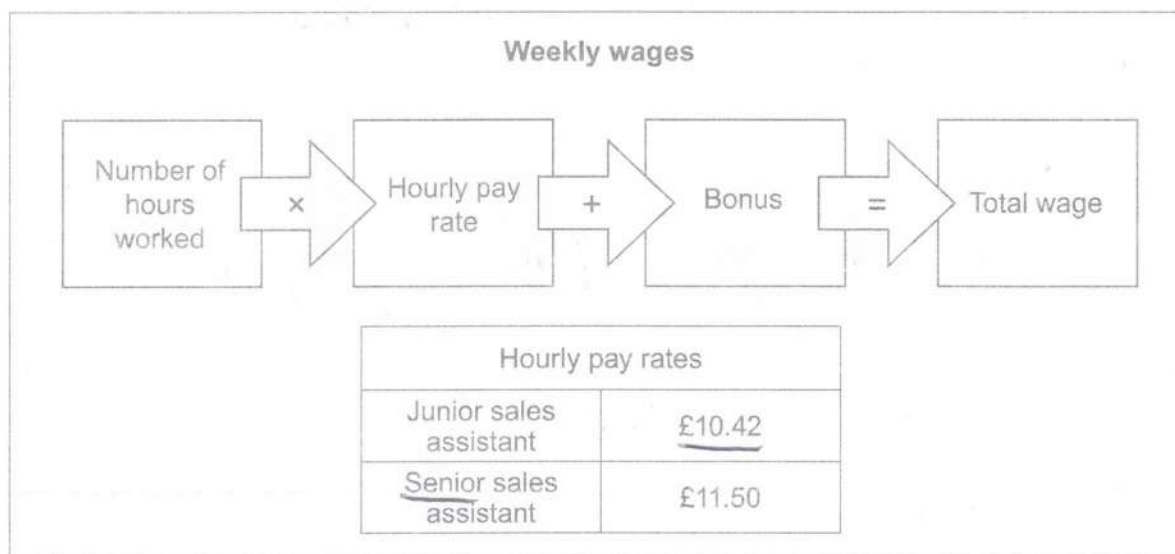 Weekly wages
Number of
hours
worked
×
Hourly pay
rate
+
Bonus
=
Total wage
Hourly pay rates
Junior sales
assistant
£10.42
Senior sales
assistant
£11.50